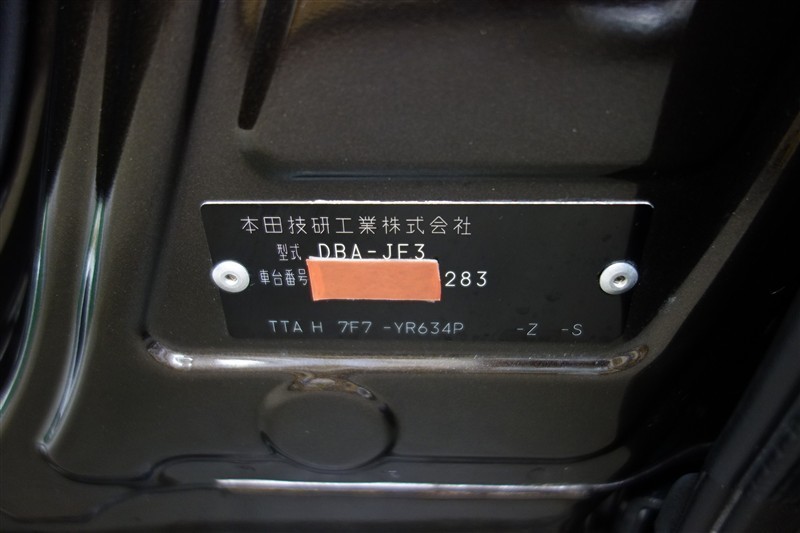 本田技研工業株式会社
型式 DBA-JF3
車台番号 283
TTA H 7F7 -YR634P -Z -S